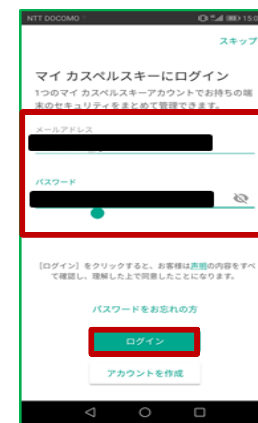 NTT DOCOMO 15:0
スキップ
マイ カスペルスキーにログイン
1つのマイ カスペルスキーアカウントでお持ちの端
末のセキュリティをまとめて管理できます。
メールアドレス
パスワード
［ログイン］をクリックすると、お客様は声明の内容をすべ
て確認し、理解した上で同意したことになります。
パスワードをお忘れの方
ログイン
アカウントを作成